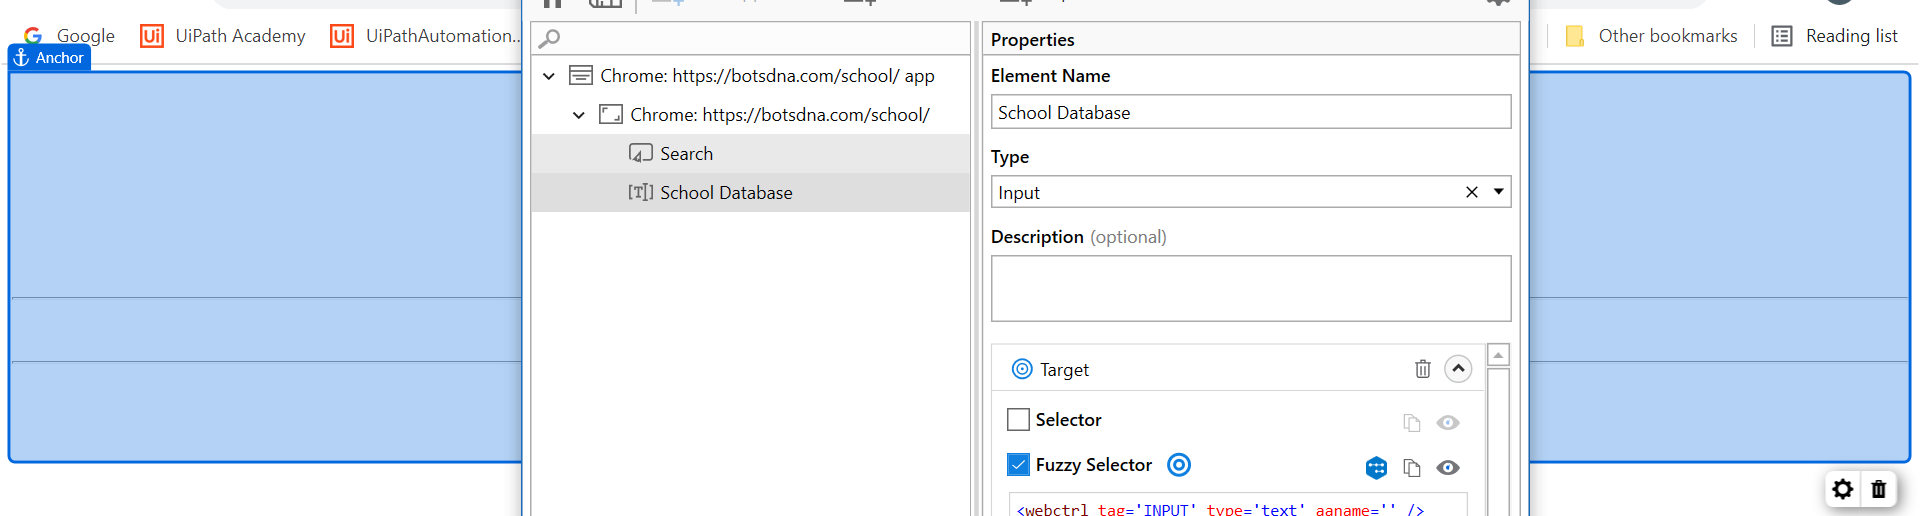 Google
UiPath Academy
UiPathAutomation...
Other bookmarks
Reading list
Anchor
Chrome: https://botsdna.com/school/ app
Chrome: https://botsdna.com/school/
Search
School Database
Properties
Element Name
School Database
Type
Input
Description (optional)
Target
Selector
Fuzzy Selector
<webctrl tag='INPUT' type='text' aaname='' />